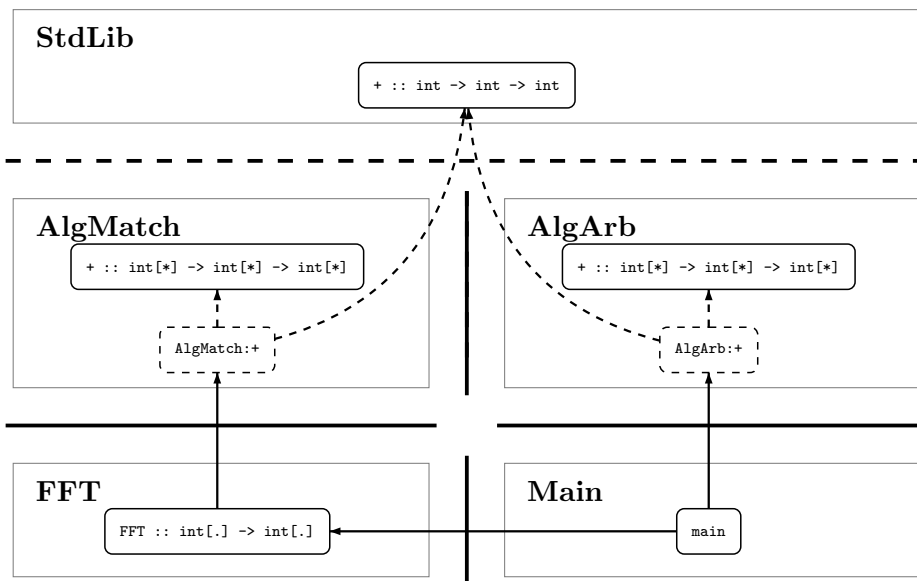 StdLib
+ :: int -> int -> int
AlgMatch
+ :: int[*] -> int[*] -> int[*]
AlgMatch:+
AlgArb
+ :: int[*] -> int[*] -> int[*]
AlgArb:+
FFT
FFT :: int[.] -> int[.]
Main
main